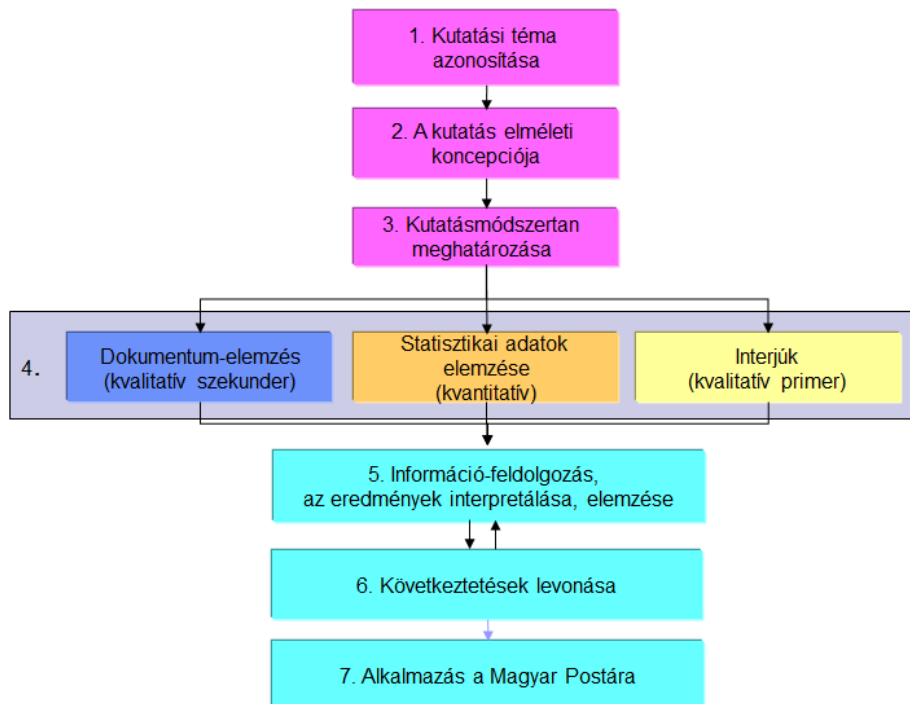 1. Kutatási téma
azonosítása
2. A kutatás elméleti
koncepciója
3. Kutatásmódszertan
meghatározása
4.
Dokumentum-elemzés
(kvalitatív szekunder)
Statisztikai adatok
elemzése
(kvantitatív)
Interjúk
(kvalitatív primer)
5. Információ-feldolgozás,
az eredmények interpretálása, elemzése
6. Következtetések levonása
7. Alkalmazás a Magyar Postára